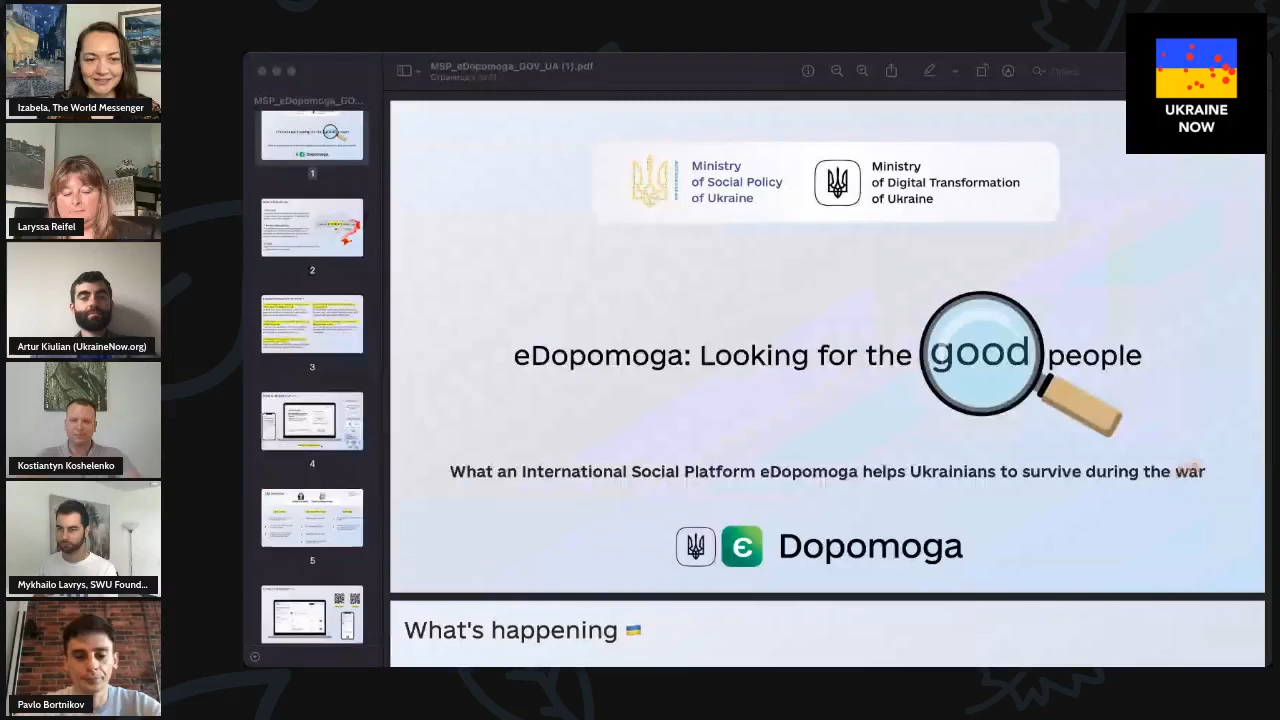 Izabela, The World Messenger
Laryssa Reifel
Artur Kiulian (UkraineNow.org)
Kostiantyn Koshelenko
Mykhailo Lavrys, SWU Found...
Pavlo Bortnikov
MSP_eDopomoga_GOV_UA (1).pdf
MSP_eDopomoga_GO...
1
2
3
4
5
UKRAINE
NOW
Ministry
of Social Policy
of Ukraine
Ministry
of Digital Transformation
of Ukraine
eDopomoga: Looking for the good people
What an International Social Platform eDopomoga helps Ukrainians to survive during the war
Є Dopomoga
What's happening